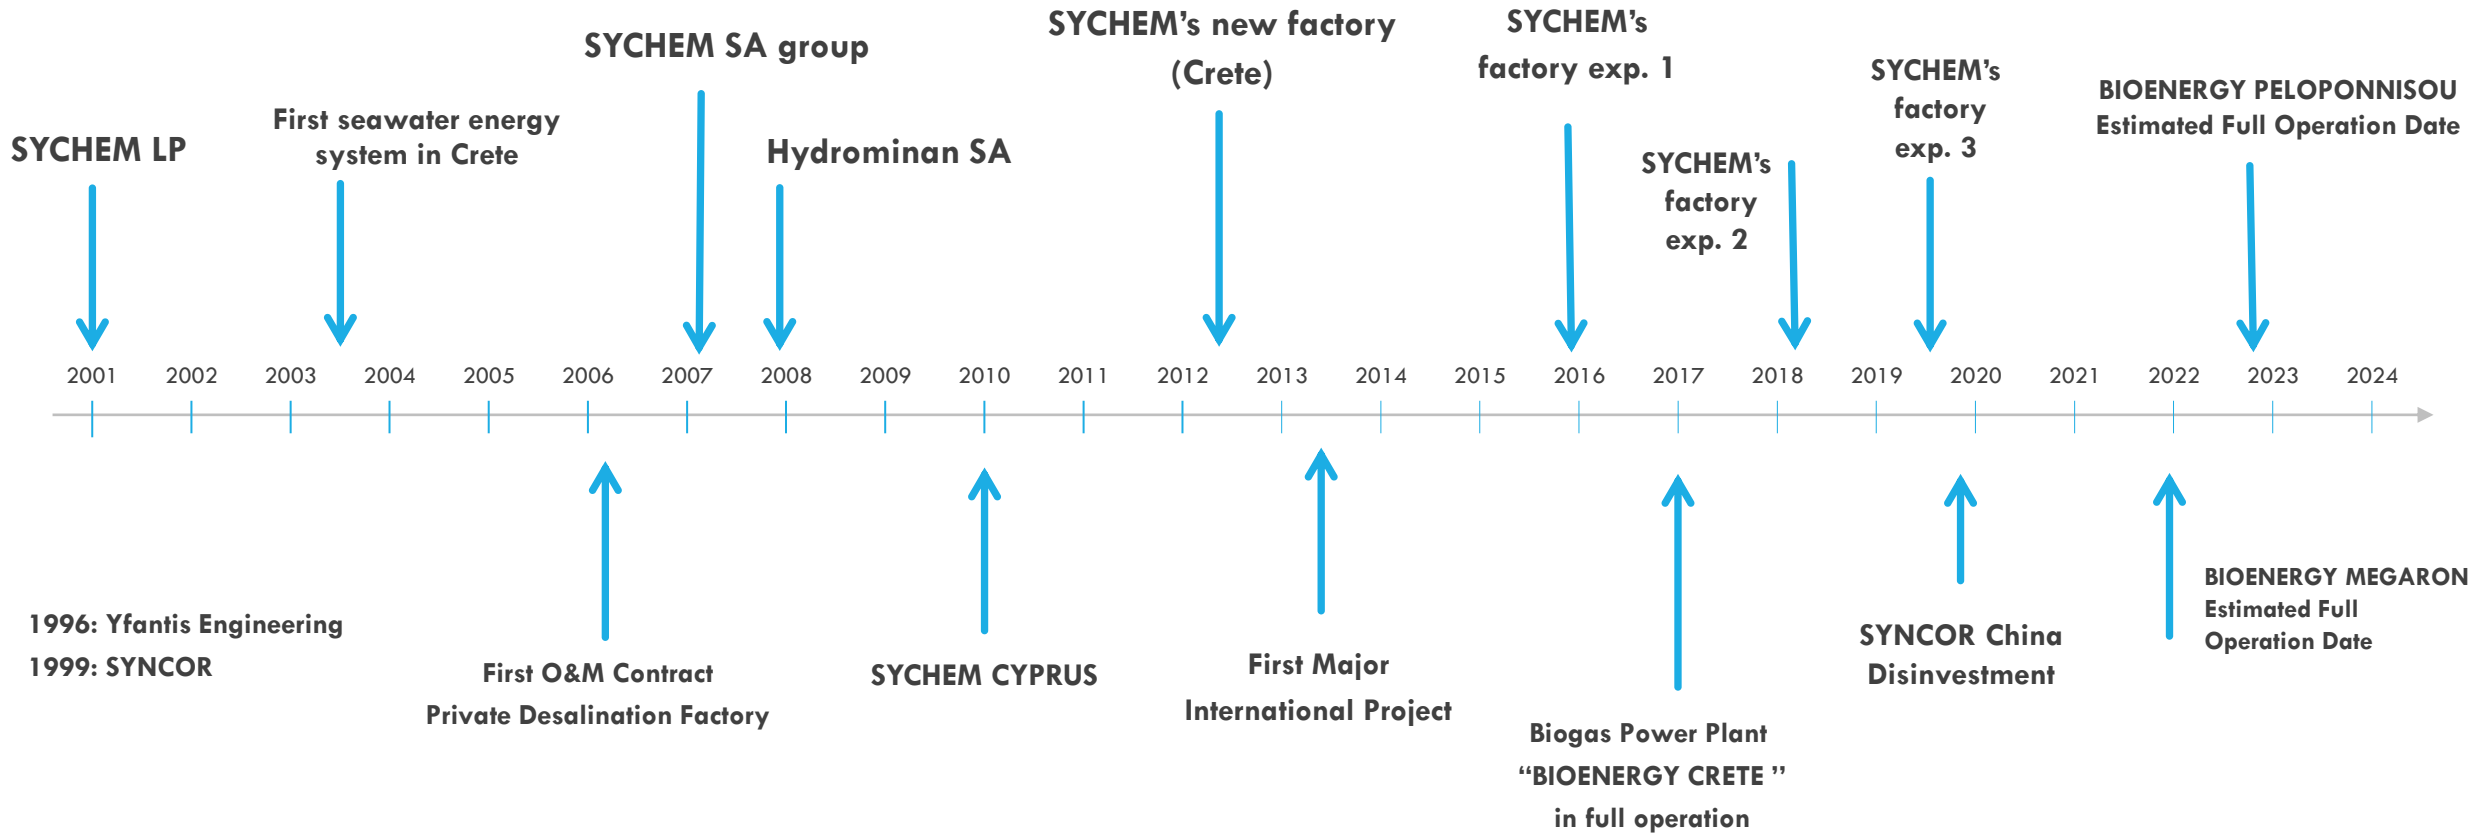 SYCHEM LP
First seawater energy
system in Crete
SYCHEM SA group
Hydrominan SA
SYCHEM’s new factory
(Crete)
SYCHEM’s
factory exp. 1
SYCHEM’s
factory
exp. 2
SYCHEM’s
factory
exp. 3
BIOENERGY PELOPONNISOU
Estimated Full Operation Date
2001 2002 2003 2004 2005 2006 2007 2008 2009 2010 2011 2012 2013 2014 2015 2016 2017 2018 2019 2020 2021 2022 2023 2024
1996: Yfantis Engineering
1999: SYNCOR
First O&M Contract
Private Desalination Factory
SYCHEM CYPRUS
First Major
International Project
Biogas Power Plant
“BIOENERGY CRETE ”
in full operation
SYNCOR China
Disinvestment
BIOENERGY MEGARON
Estimated Full
Operation Date